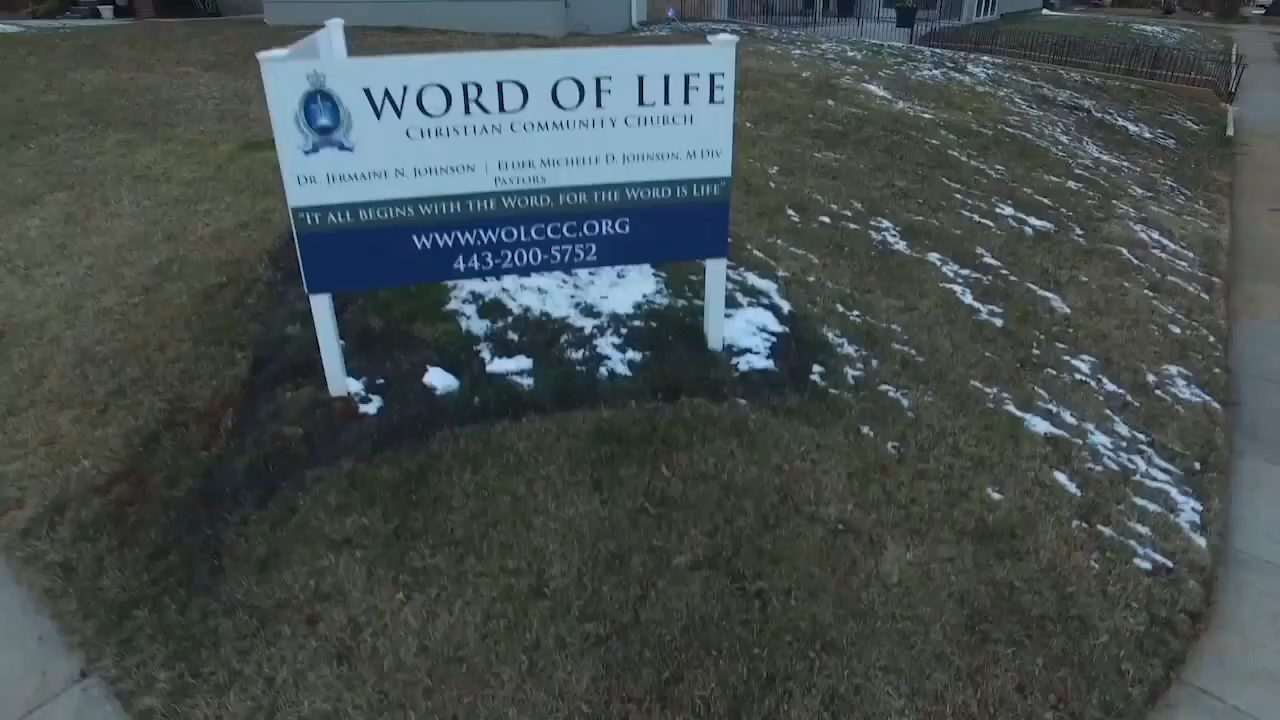 WORD OF LIFE
CHRISTIAN COMMUNITY CHURCH
DR. JERMAINE N. JOHNSON | ELDER MICHELLE D. JOHNSON, M DIV
PASTORS
"IT ALL BEGINS WITH THE WORD, FOR THE WORD IS LIFE"
WWW.WOLCCC.ORG
443-200-5752